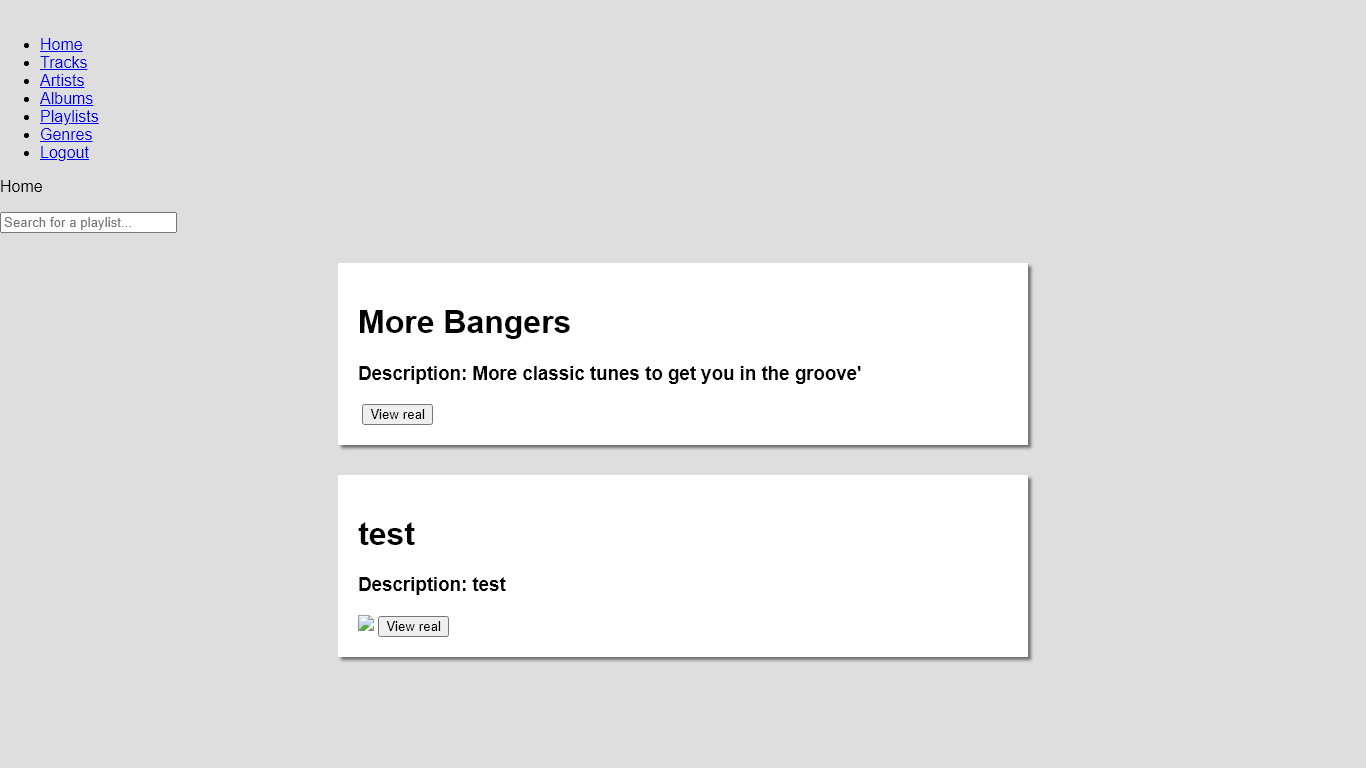 Home
Tracks
Artists
Albums
Playlists
Genres
Logout
Home
Search for a playlist...
More Bangers
Description: More classic tunes to get you in the groove'
View real
test
Description: test
View real